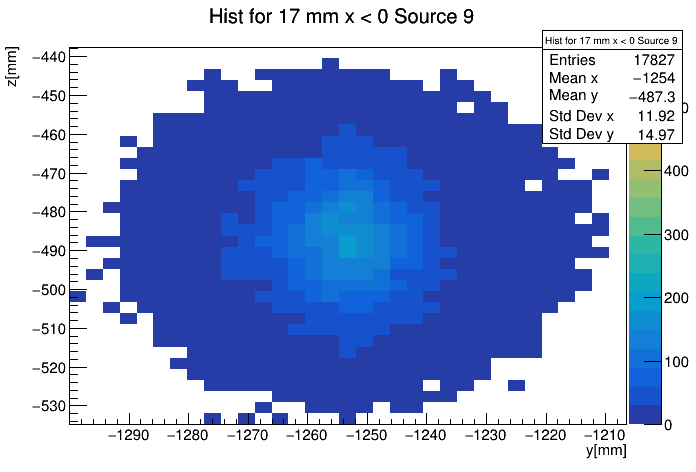 Hist for 17 mm x < 0 Source 9
z[mm]
Hist for 17 mm x < 0 Source 9
Entries 17827
Mean x −1254
Mean y −487.3
Std Dev x 11.92
Std Dev y 14.97
−440
−450
−460
−470
−480
−490
−500
−510
−520
−530
400
300
200
100
0
−1290 −1280 −1270 −1260 −1250 −1240 −1230 −1220 −1210
y[mm]